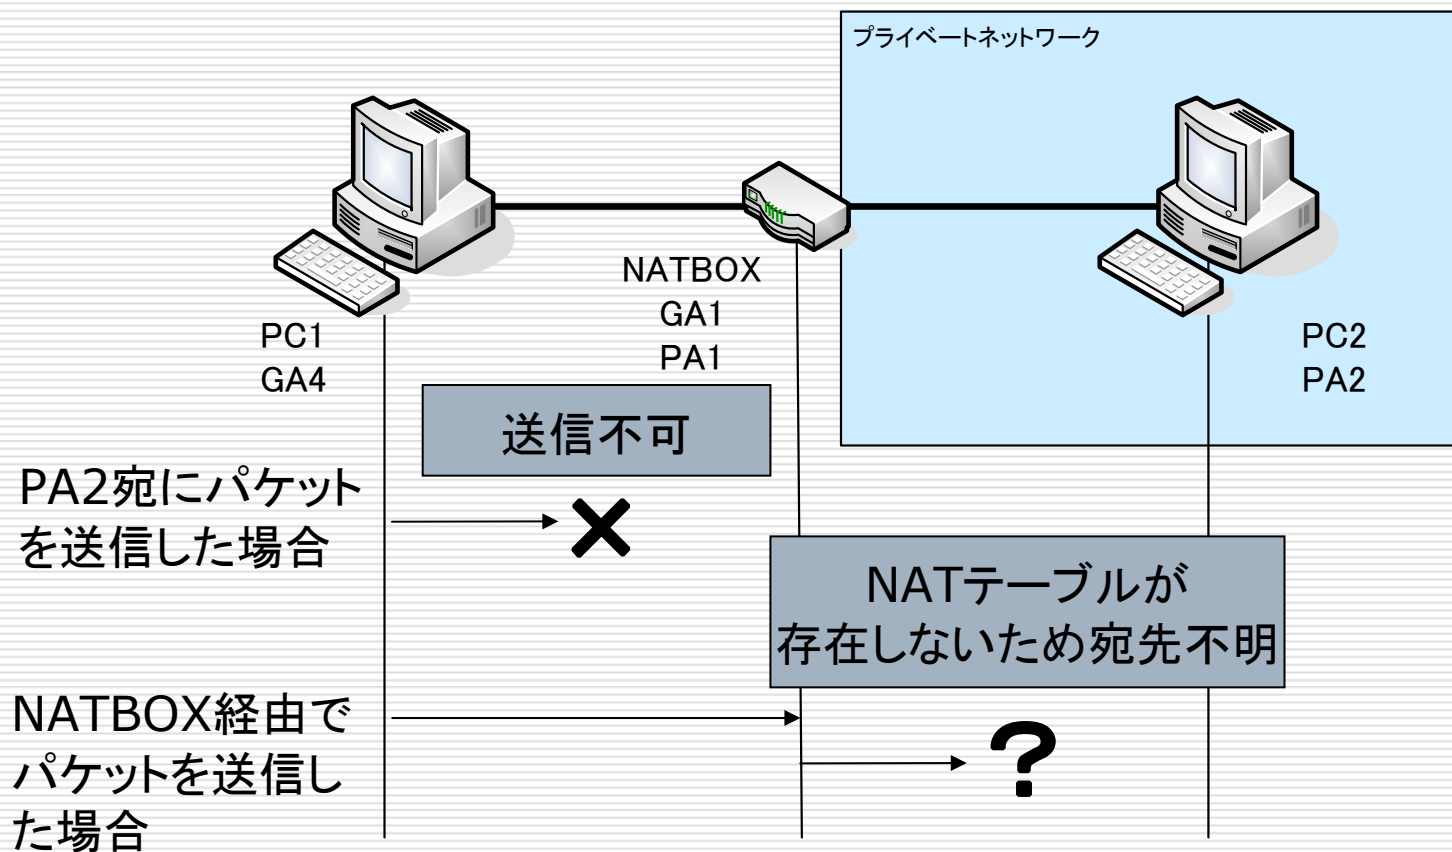 プライベートネットワーク
NATBOX
GA1
PA1
PC1
GA4
PC2
PA2
送信不可
PA2宛にパケット
を送信した場合
NATテーブルが
存在しないため宛先不明
NATBOX経由で
パケットを送信し
た場合
?